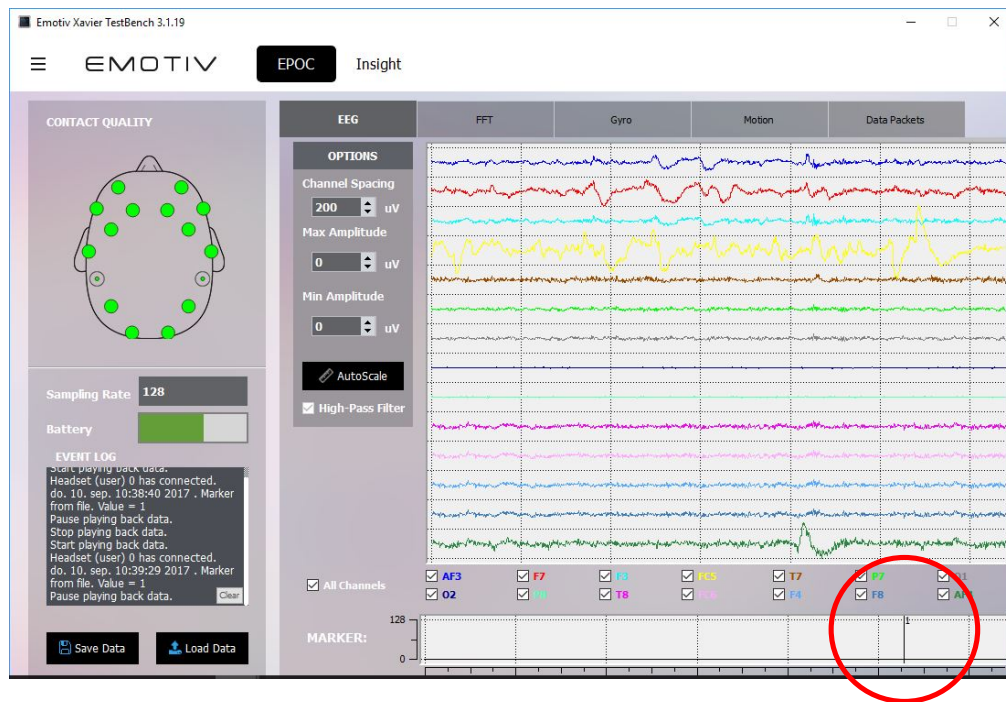 Emotiv Xavier TestBench 3.1.19
EMOTIV
EPOC Insight
CONTACT QUALITY
EEG FFT Gyro Motion Data Packets
OPTIONS
Channel Spacing
200 uV
Max Amplitude
0 uV
Min Amplitude
0 uV
AutoScale
High-Pass Filter
Sampling Rate 128
Battery
EVENT LOG
Start playing back data.
Headset (user) 0 has connected.
do. 10. sep. 10:38:40 2017 . Marker
from file. Value = 1
Pause playing back data.
Stop playing back data.
Start playing back data.
Headset (user) 0 has connected.
do. 10. sep. 10:39:29 2017 . Marker
from file. Value = 1
Pause playing back data.
Clear
Save Data Load Data
All Channels
AF3 F7 F3 FC5 T7 P7 O1
O2 P8 T8 FC6 F4 F8
MARKER:
128
0
1